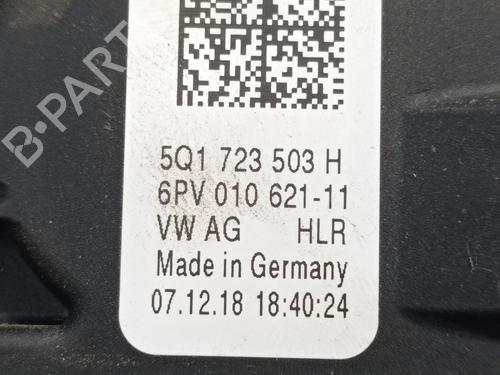 B-PARTS
5Q1 723 503 H
6PV 010 621-11
VW AG HLR
Made in Germany
07.12.18 18:40:24